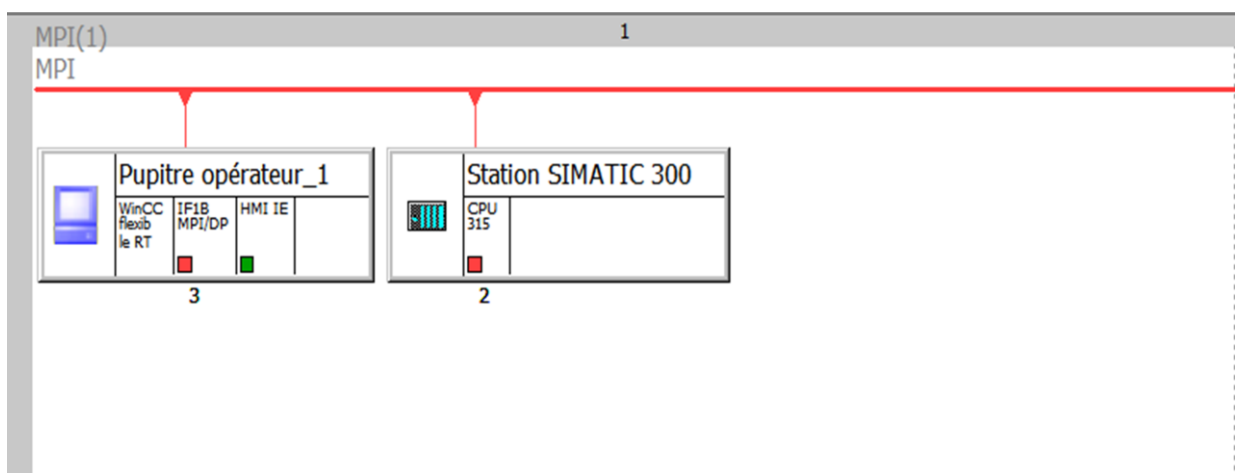 1
MPI(1)
MPI
Pupitre opérateur_1
WinCC
flexib
le RT
IF1B
MPI/DP
HMI IE
3
Station SIMATIC 300
CPU
315
2